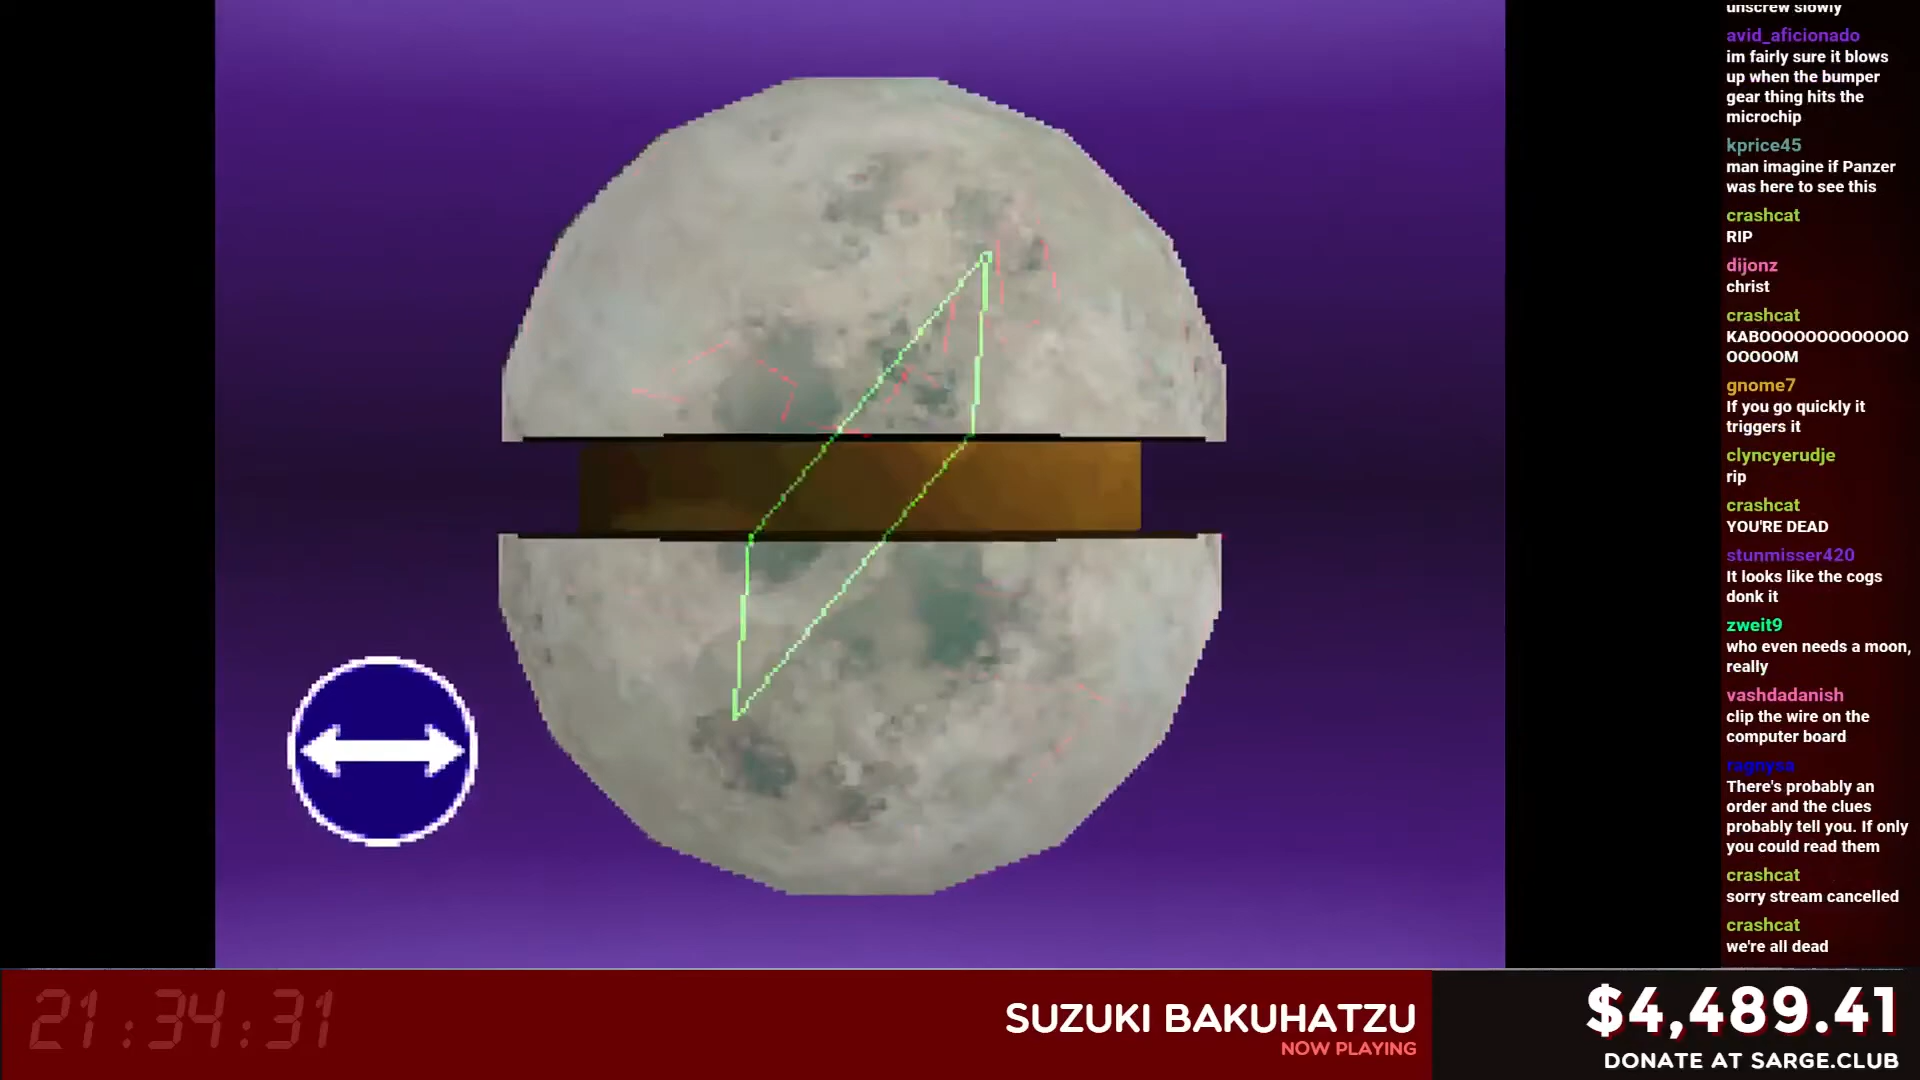 unscrew slowly
avid_aficionado
im fairly sure it blows
up when the bumper
gear thing hits the
microchip
kprice45
man imagine if Panzer
was here to see this
crashcat
RIP
dijonz
christ
crashcat
KABOOOOOOOOOOOOO
OOOOOM
gnome7
If you go quickly it
triggers it
clyncyerudje
rip
crashcat
YOU'RE DEAD
stunmisser420
It looks like the cogs
donk it
zweit9
who even needs a moon,
really
vashdadanish
clip the wire on the
computer board
ragnysa
There's probably an
order and the clues
probably tell you. If only
you could read them
crashcat
sorry stream cancelled
crashcat
we're all dead
21:34:31
SUZUKI BAKUHATZU
NOW PLAYING
$4,489.41
DONATE AT SARGE.CLUB